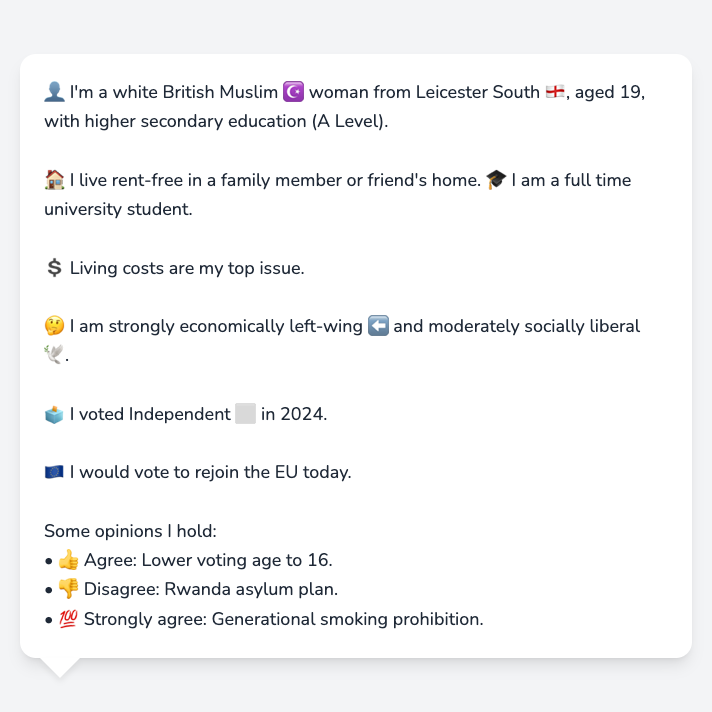 👤 I'm a white British Muslim ☪️ woman from Leicester South 🏴󠁧󠁢󠁥󠁮󠁧󠁿, aged 19,
with higher secondary education (A Level).
🏠 I live rent-free in a family member or friend's home. 🎓 I am a full time
university student.
💲 Living costs are my top issue.
🤔 I am strongly economically left-wing ⬅️ and moderately socially liberal
🕊️.
🗳️ I voted Independent ⬜ in 2024.
🇪🇺 I would vote to rejoin the EU today.
Some opinions I hold:
• 👍 Agree: Lower voting age to 16.
• 👎 Disagree: Rwanda asylum plan.
• 💯 Strongly agree: Generational smoking prohibition.